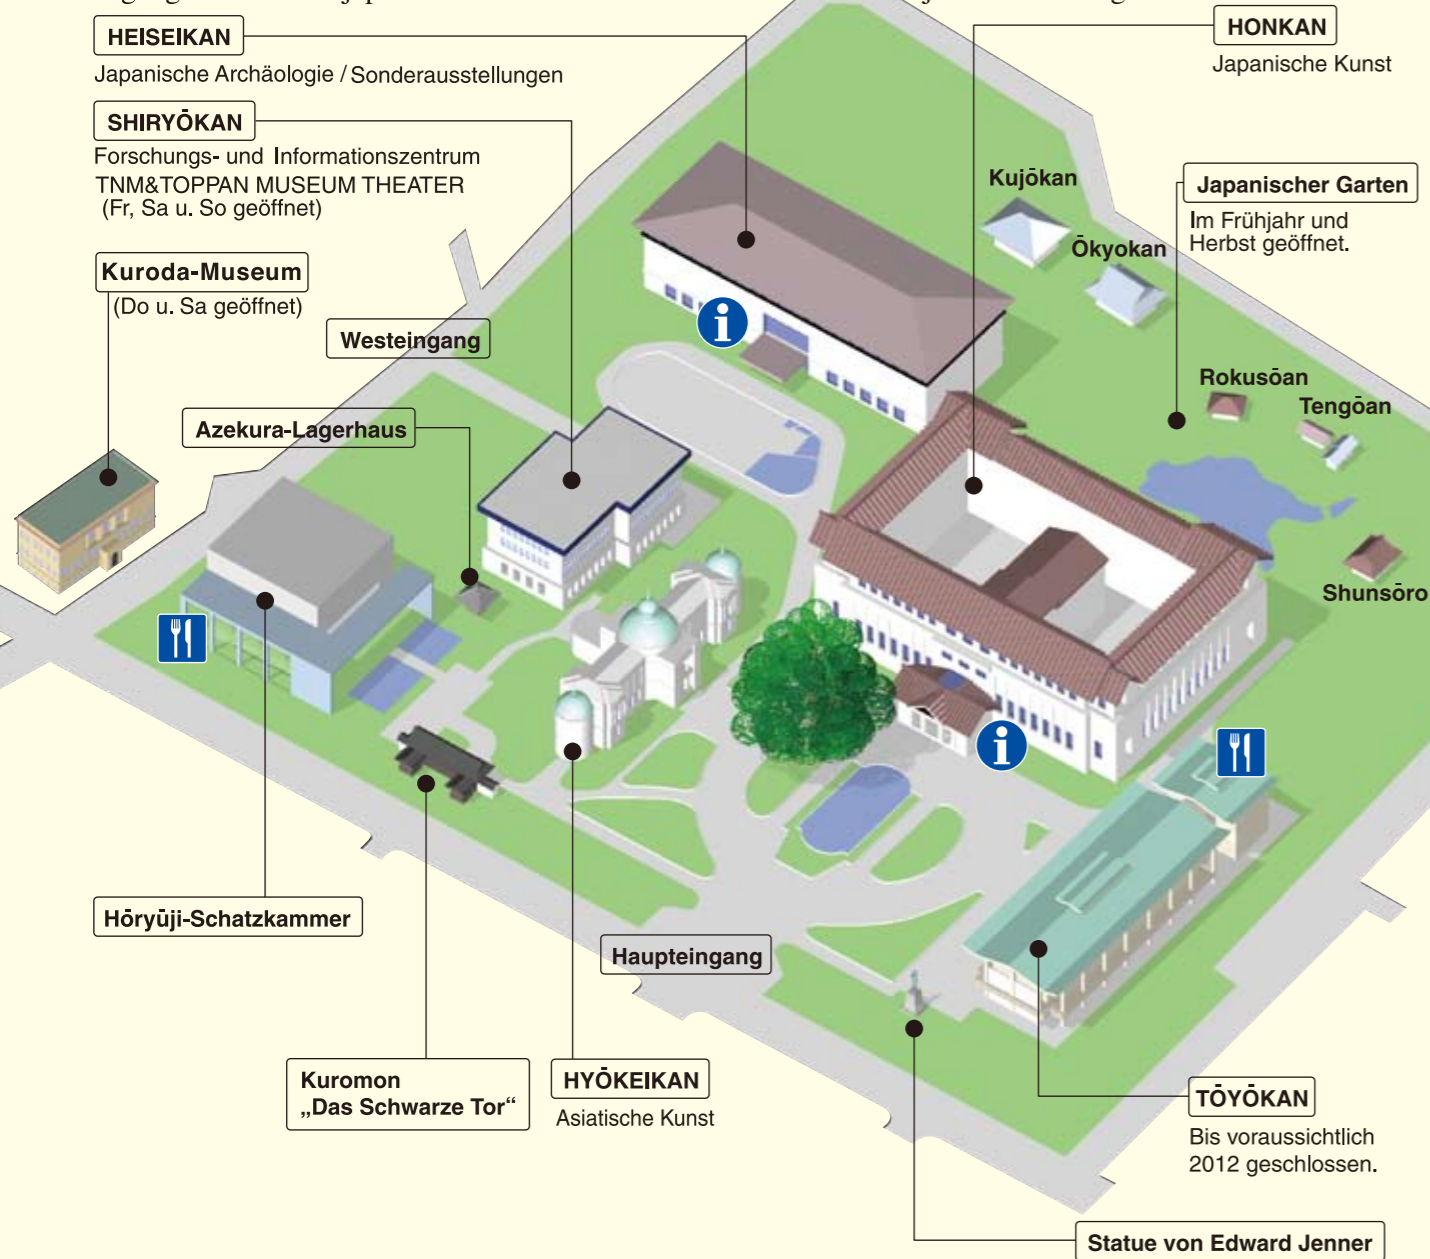 HEISEIKAN
Japanische Archäologie / Sonderausstellungen
SHIRYŌKAN
Forschungs- und Informationszentrum
TNM&TOPPAN MUSEUM THEATER
(Fr, Sa u. So geöffnet)
Kuroda-Museum
(Do u. Sa geöffnet)
Westeingang
Azekura-Lagerhaus
HONKAN
Japanische Kunst
Kujōkan
Ōkyokan
Japanischer Garten
Im Frühjahr und
Herbst geöffnet.
Rokusōan
Tengōan
Shunsōro
i
i
Hōryūji-Schatzkammer
Haupteingang
Kuromon
„Das Schwarze Tor“
HYŌKEIKAN
Asiatische Kunst
TŌYŌKAN
Bis voraussichtlich
2012 geschlossen.
Statue von Edward Jenner